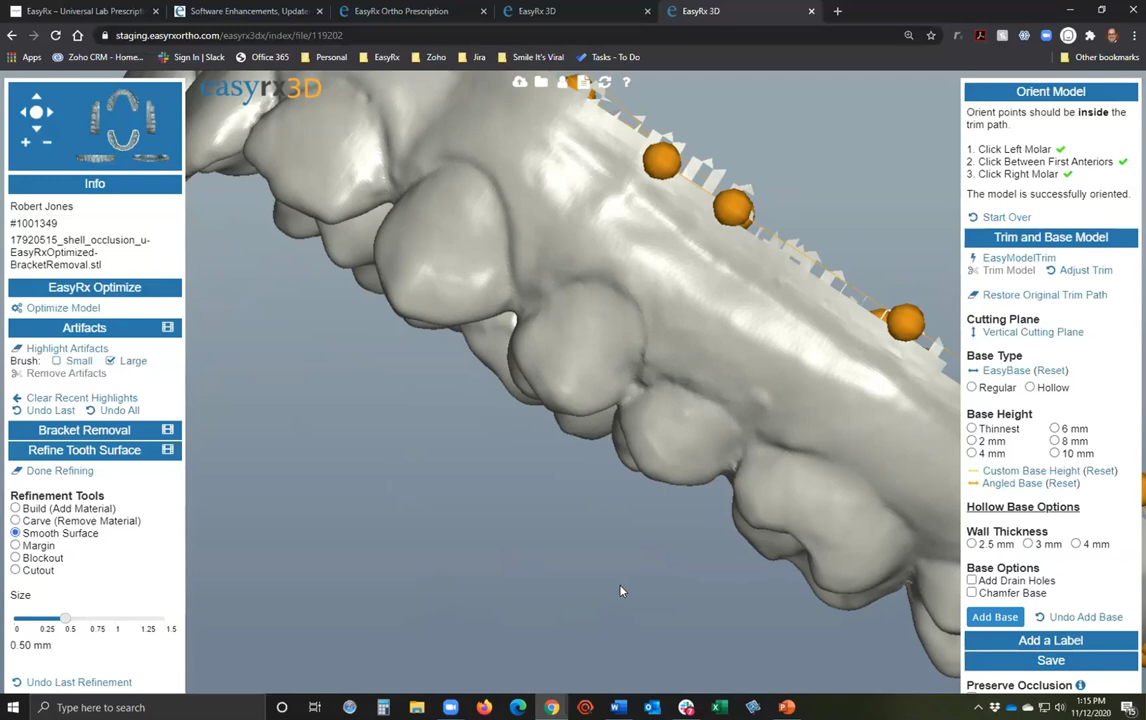 EasyRx – Universal Lab Prescripti
Software Enhancements, Update
EasyRx Ortho Prescription
EasyRx 3D
EasyRx 3D
staging.easyrxortho.com/easyrx3dx/index/file/119202
Apps
Zoho CRM - Home...
Sign In | Slack
Office 365
Personal
EasyRx
Zoho
Jira
Smile It's Viral
Tasks - To Do
Other bookmarks
easyrx3D
Info
Robert Jones
#1001349
17920515_shell_occlusion_u-
EasyRxOptimized-
BracketRemoval.stl
EasyRx Optimize
Optimize Model
Artifacts
Highlight Artifacts
Brush: Small Large
Remove Artifacts
Clear Recent Highlights
Undo Last Undo All
Bracket Removal
Refine Tooth Surface
Done Refining
Refinement Tools
Build (Add Material)
Carve (Remove Material)
Smooth Surface
Margin
Blockout
Cutout
Size
0 0.25 0.5 0.75 1 1.25 1.5
0.50 mm
Undo Last Refinement
Orient Model
Orient points should be inside the
trim path.
1. Click Left Molar
2. Click Between First Anteriors
3. Click Right Molar
The model is successfully oriented.
Start Over
Trim and Base Model
EasyModelTrim
Trim Model Adjust Trim
Restore Original Trim Path
Cutting Plane
Vertical Cutting Plane
Base Type
EasyBase (Reset)
Regular Hollow
Base Height
Thinnest 6 mm
2 mm 8 mm
4 mm 10 mm
Custom Base Height (Reset)
Angled Base (Reset)
Hollow Base Options
Wall Thickness
2.5 mm 3 mm 4 mm
Base Options
Add Drain Holes
Chamfer Base
Add Base Undo Add Base
Add a Label
Save
Preserve Occlusion
Type here to search
1:15 PM
11/12/2020